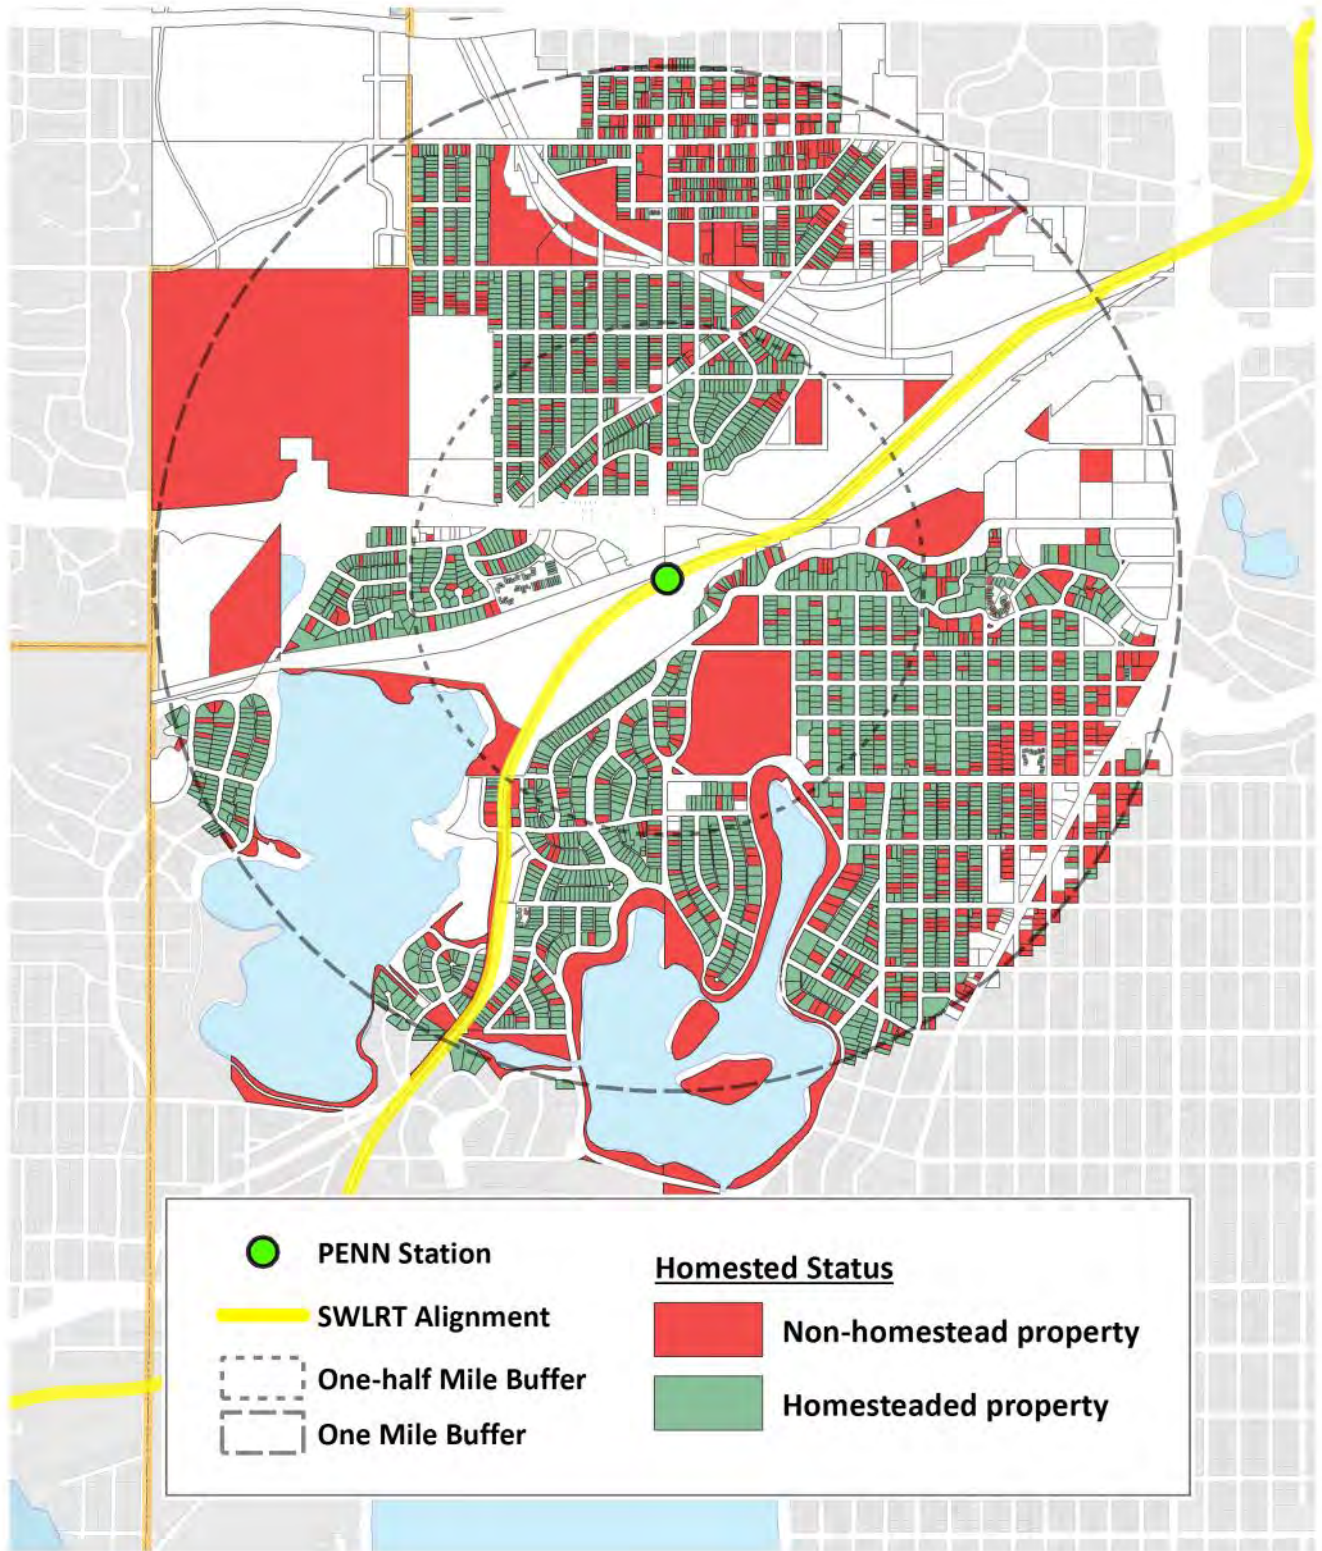 PENN Station
SWLRT Alignment
One-half Mile Buffer
One Mile Buffer
Homested Status
Non-homestead property
Homesteaded property